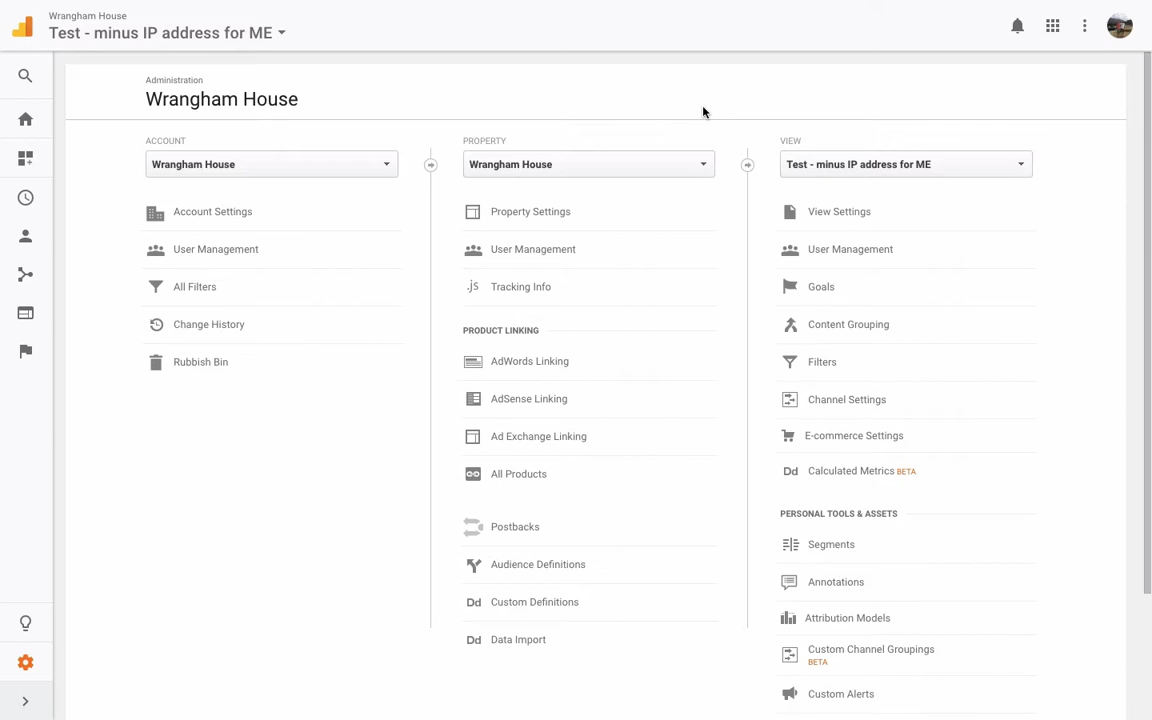 Wrangham House
Test - minus IP address for ME
Administration
Wrangham House
ACCOUNT
Wrangham House
Account Settings
User Management
All Filters
Change History
Rubbish Bin
PROPERTY
Wrangham House
Property Settings
User Management
.js Tracking Info
PRODUCT LINKING
AdWords Linking
AdSense Linking
Ad Exchange Linking
All Products
Postbacks
Audience Definitions
Dd Custom Definitions
Dd Data Import
VIEW
Test - minus IP address for ME
View Settings
User Management
Goals
Content Grouping
Filters
Channel Settings
E-commerce Settings
Dd Calculated Metrics BETA
PERSONAL TOOLS & ASSETS
Segments
Annotations
Attribution Models
Custom Channel Groupings
BETA
Custom Alerts